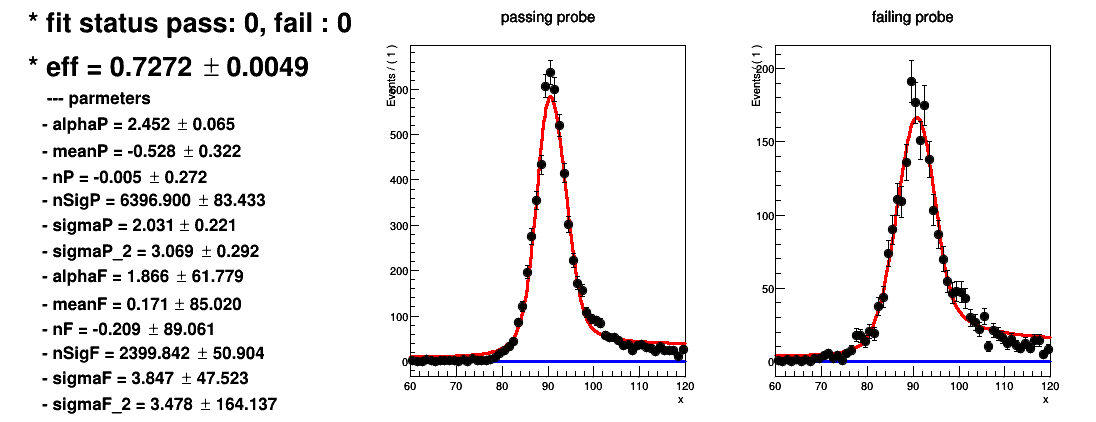 * fit status pass: 0, fail : 0
* eff = 0.7272 ± 0.0049
--- parmeters
- alphaP = 2.452 ± 0.065
- meanP = -0.528 ± 0.322
- nP = -0.005 ± 0.272
- nSigP = 6396.900 ± 83.433
- sigmaP = 2.031 ± 0.221
- sigmaP_2 = 3.069 ± 0.292
- alphaF = 1.866 ± 61.779
- meanF = 0.171 ± 85.020
- nF = -0.209 ± 89.061
- nSigF = 2399.842 ± 50.904
- sigmaF = 3.847 ± 47.523
- sigmaF_2 = 3.478 ± 164.137
passing probe
Events / ( 1 )
600
500
400
300
200
100
0
60 70 80 90 100 110 120
x
failing probe
Events / ( 1 )
200
150
100
50
0
60 70 80 90 100 110 120
x